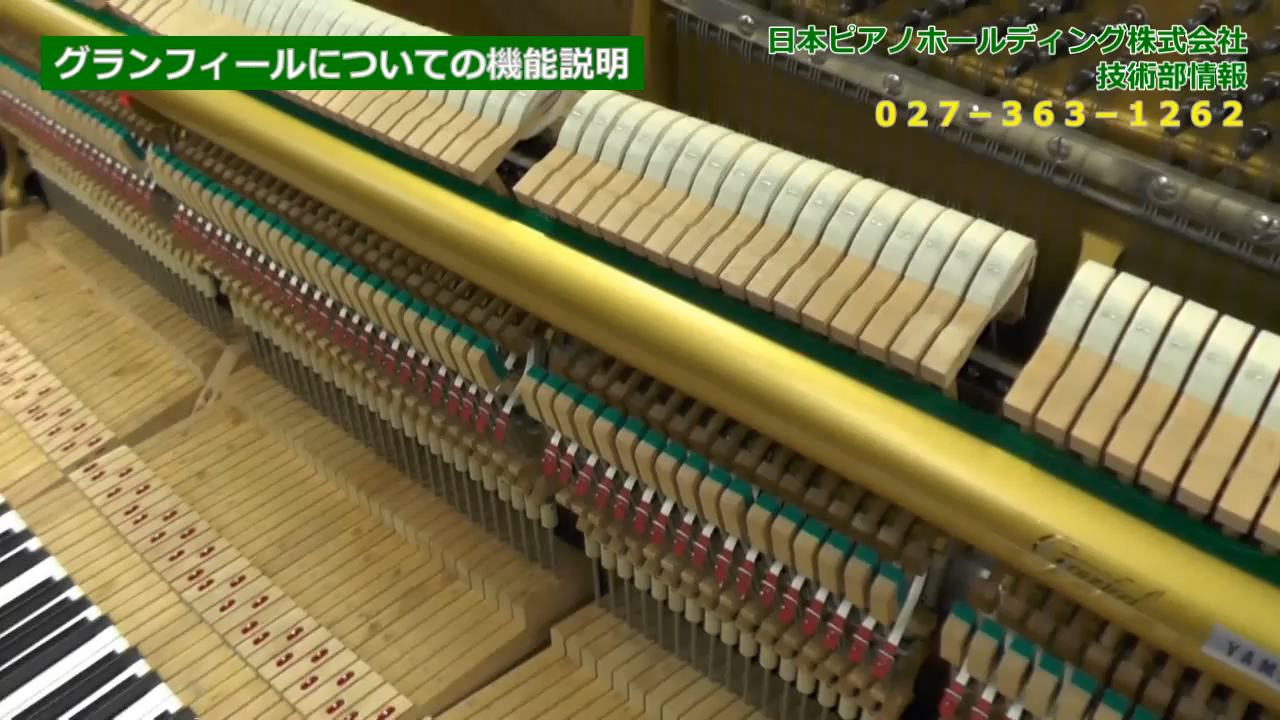 グランフィールについての機能説明
日本ピアノホールディング株式会社
技術部情報
027-363-1262
YAM